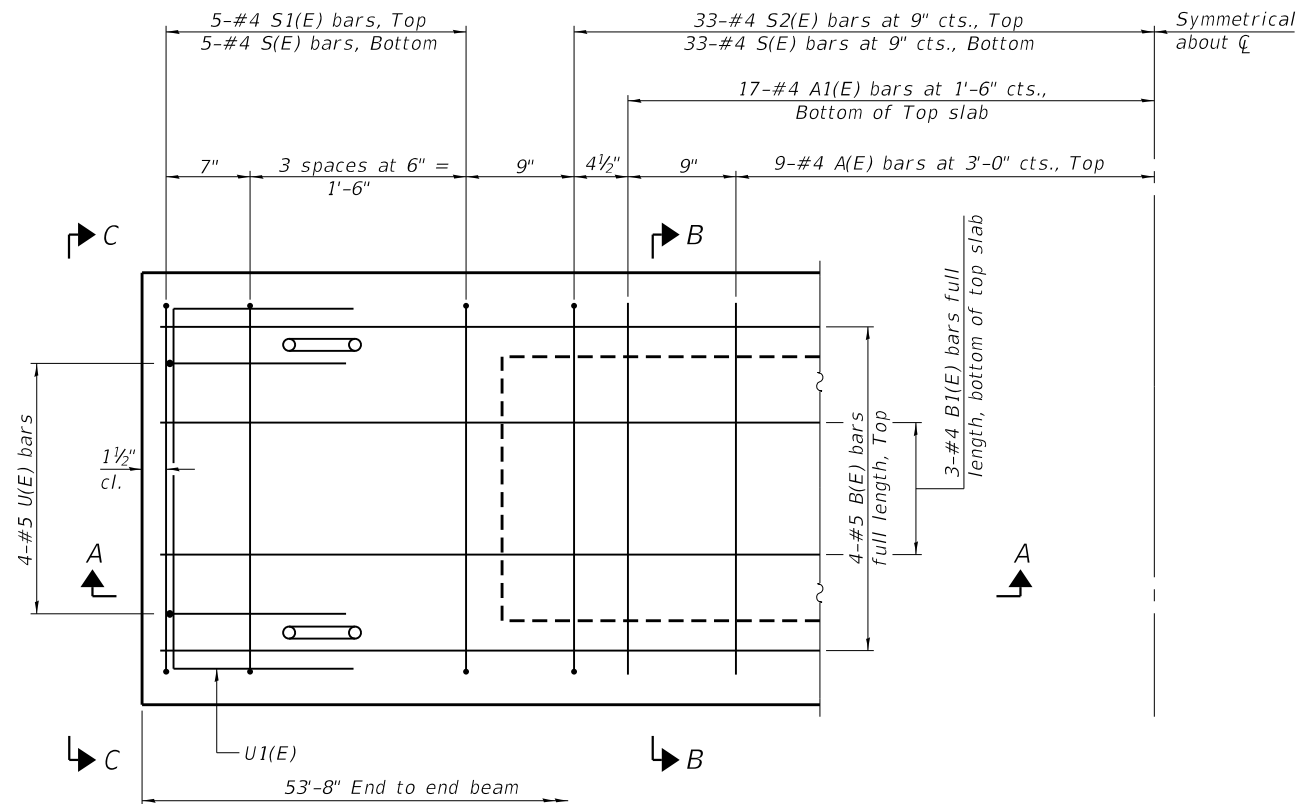 5-#4 S1(E) bars, Top
5-#4 S(E) bars, Bottom
33-#4 S2(E) bars at 9" cts., Top
33-#4 S(E) bars at 9" cts., Bottom
Symmetrical
about ℄
17-#4 A1(E) bars at 1'-6" cts.,
Bottom of Top slab
7"
3 spaces at 6" =
1'-6"
9"
4½"
9"
9-#4 A(E) bars at 3'-0" cts., Top
C
B
3-#4 B1(E) bars full
length, bottom of top slab
4-#5 U(E) bars
1½"
cl.
4-#5 B(E) bars
full length, Top
A
A
C
B
U1(E)
53'-8" End to end beam